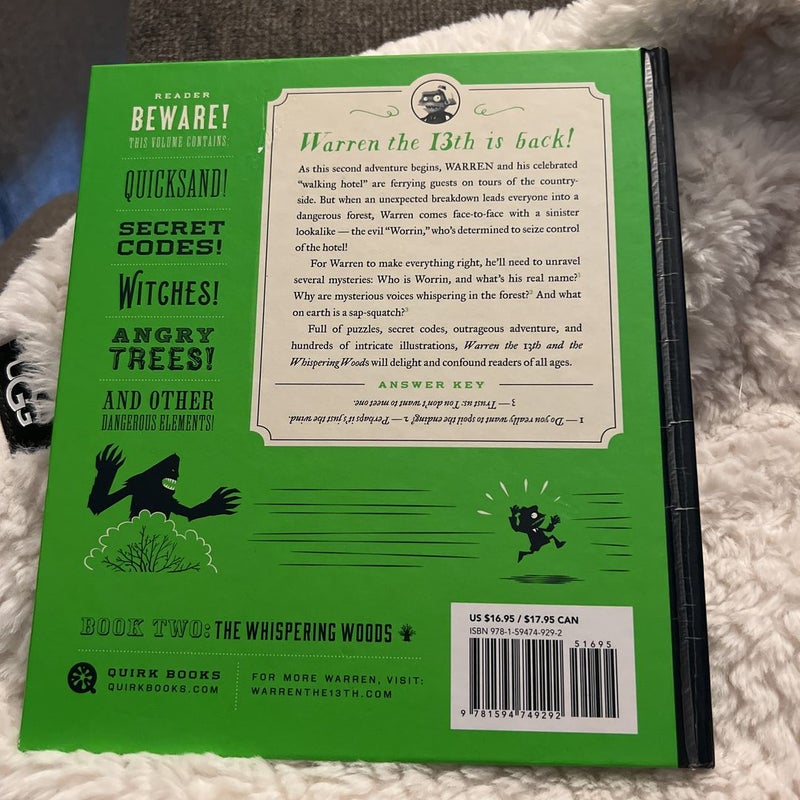 READER
BEWARE!
THIS VOLUME CONTAINS:
QUICKSAND!
SECRET
CODES!
WITCHES!
ANGRY
TREES!
AND OTHER
DANGEROUS ELEMENTS!
Warren the 13th is back!
As this second adventure begins, WARREN and his celebrated
“walking hotel” are ferrying guests on tours of the country-
side. But when an unexpected breakdown leads everyone into a
dangerous forest, Warren comes face-to-face with a sinister
lookalike — the evil “Worrin,” who’s determined to seize control
of the hotel!
For Warren to make everything right, he’ll need to unravel
several mysteries: Who is Worrin, and what’s his real name?¹
Why are mysterious voices whispering in the forest?² And what
on earth is a sap-squatch?³
Full of puzzles, secret codes, outrageous adventure, and
hundreds of intricate illustrations, Warren the 13th and the
Whispering Woods will delight and confound readers of all ages.
ANSWER KEY
1 — Do you really want to spoil the ending? 2 — Perhaps it’s just the wind.
3 — Trust us: You don’t want to meet one.
BOOK TWO: THE WHISPERING WOODS
QUIRK BOOKS
QUIRKBOOKS.COM
FOR MORE WARREN, VISIT:
WARRENTHE13TH.COM
US $16.95 / $17.95 CAN
ISBN 978-1-59474-929-2
51695
9 781594 749292
UGG